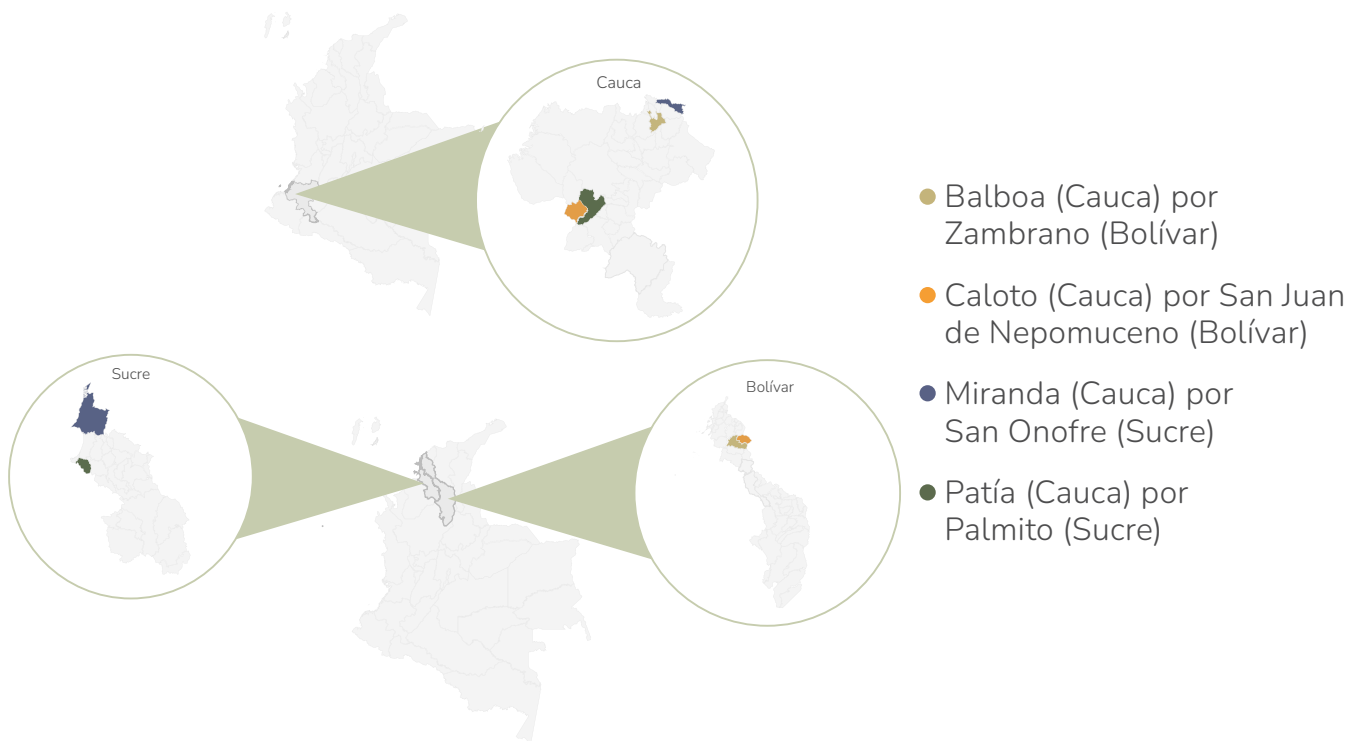 Cauca
Sucre
Bolívar
Balboa (Cauca) por
Zambrano (Bolívar)
Caloto (Cauca) por San Juan
de Nepomuceno (Bolívar)
Miranda (Cauca) por
San Onofre (Sucre)
Patía (Cauca) por
Palmito (Sucre)